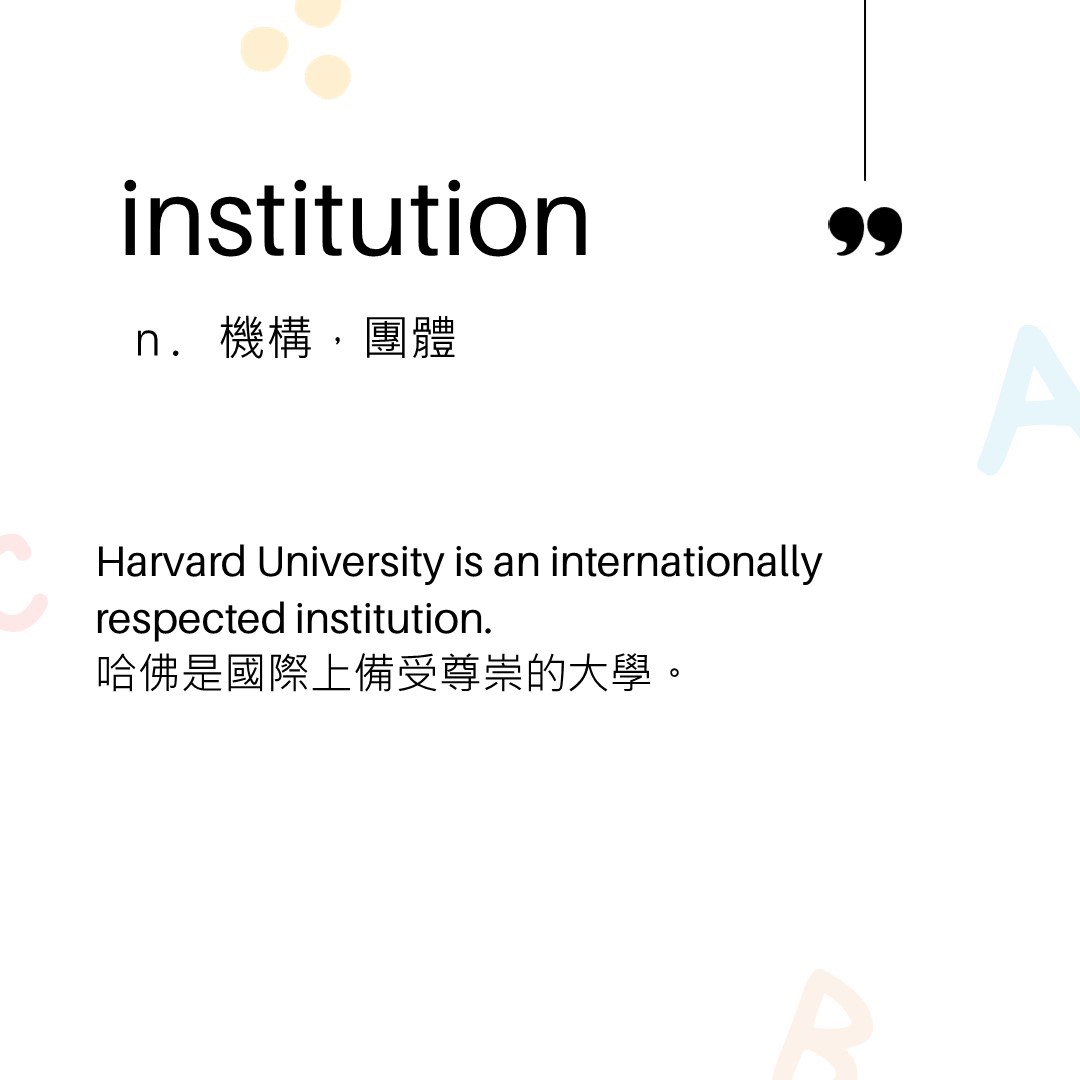 institution
”
n. 機構，團體
A
C
Harvard University is an internationally
respected institution.
哈佛是國際上備受尊崇的大學。
B